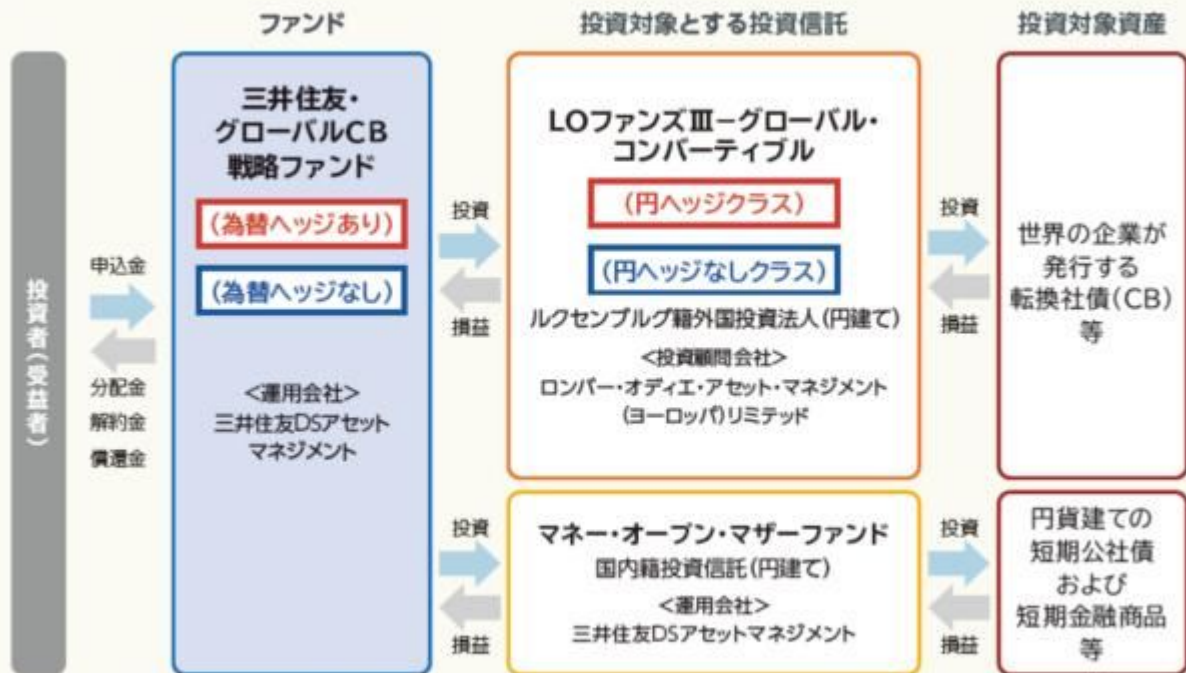 ファンド
投資対象とする投資信託
投資対象資産
投資者(受益者)
申込金
分配金
解約金
償還金
三井住友・
グローバルCB
戦略ファンド
(為替ヘッジあり)
(為替ヘッジなし)
<運用会社>
三井住友DSアセット
マネジメント
投資
損益
LOファンズⅢ−グローバル・
コンバーティブル
(円ヘッジクラス)
(円ヘッジなしクラス)
ルクセンブルグ籍外国投資法人(円建て)
<投資顧問会社>
ロンバー・オディエ・アセット・マネジメント
(ヨーロッパ)リミテッド
投資
損益
世界の企業が
発行する
転換社債(CB)
等
投資
損益
マネー・オープン・マザーファンド
国内籍投資信託(円建て)
<運用会社>
三井住友DSアセットマネジメント
投資
損益
円貨建ての
短期公社債
および
短期金融商品
等